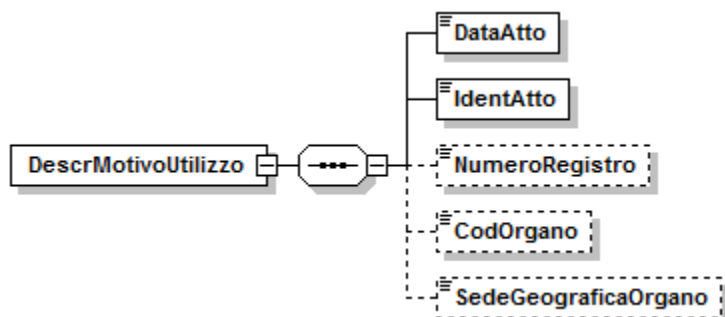 DataAtto
IdentAtto
DescrMotivoUtilizzo
NumeroRegistro
CodOrgano
SedeGeograficaOrgano